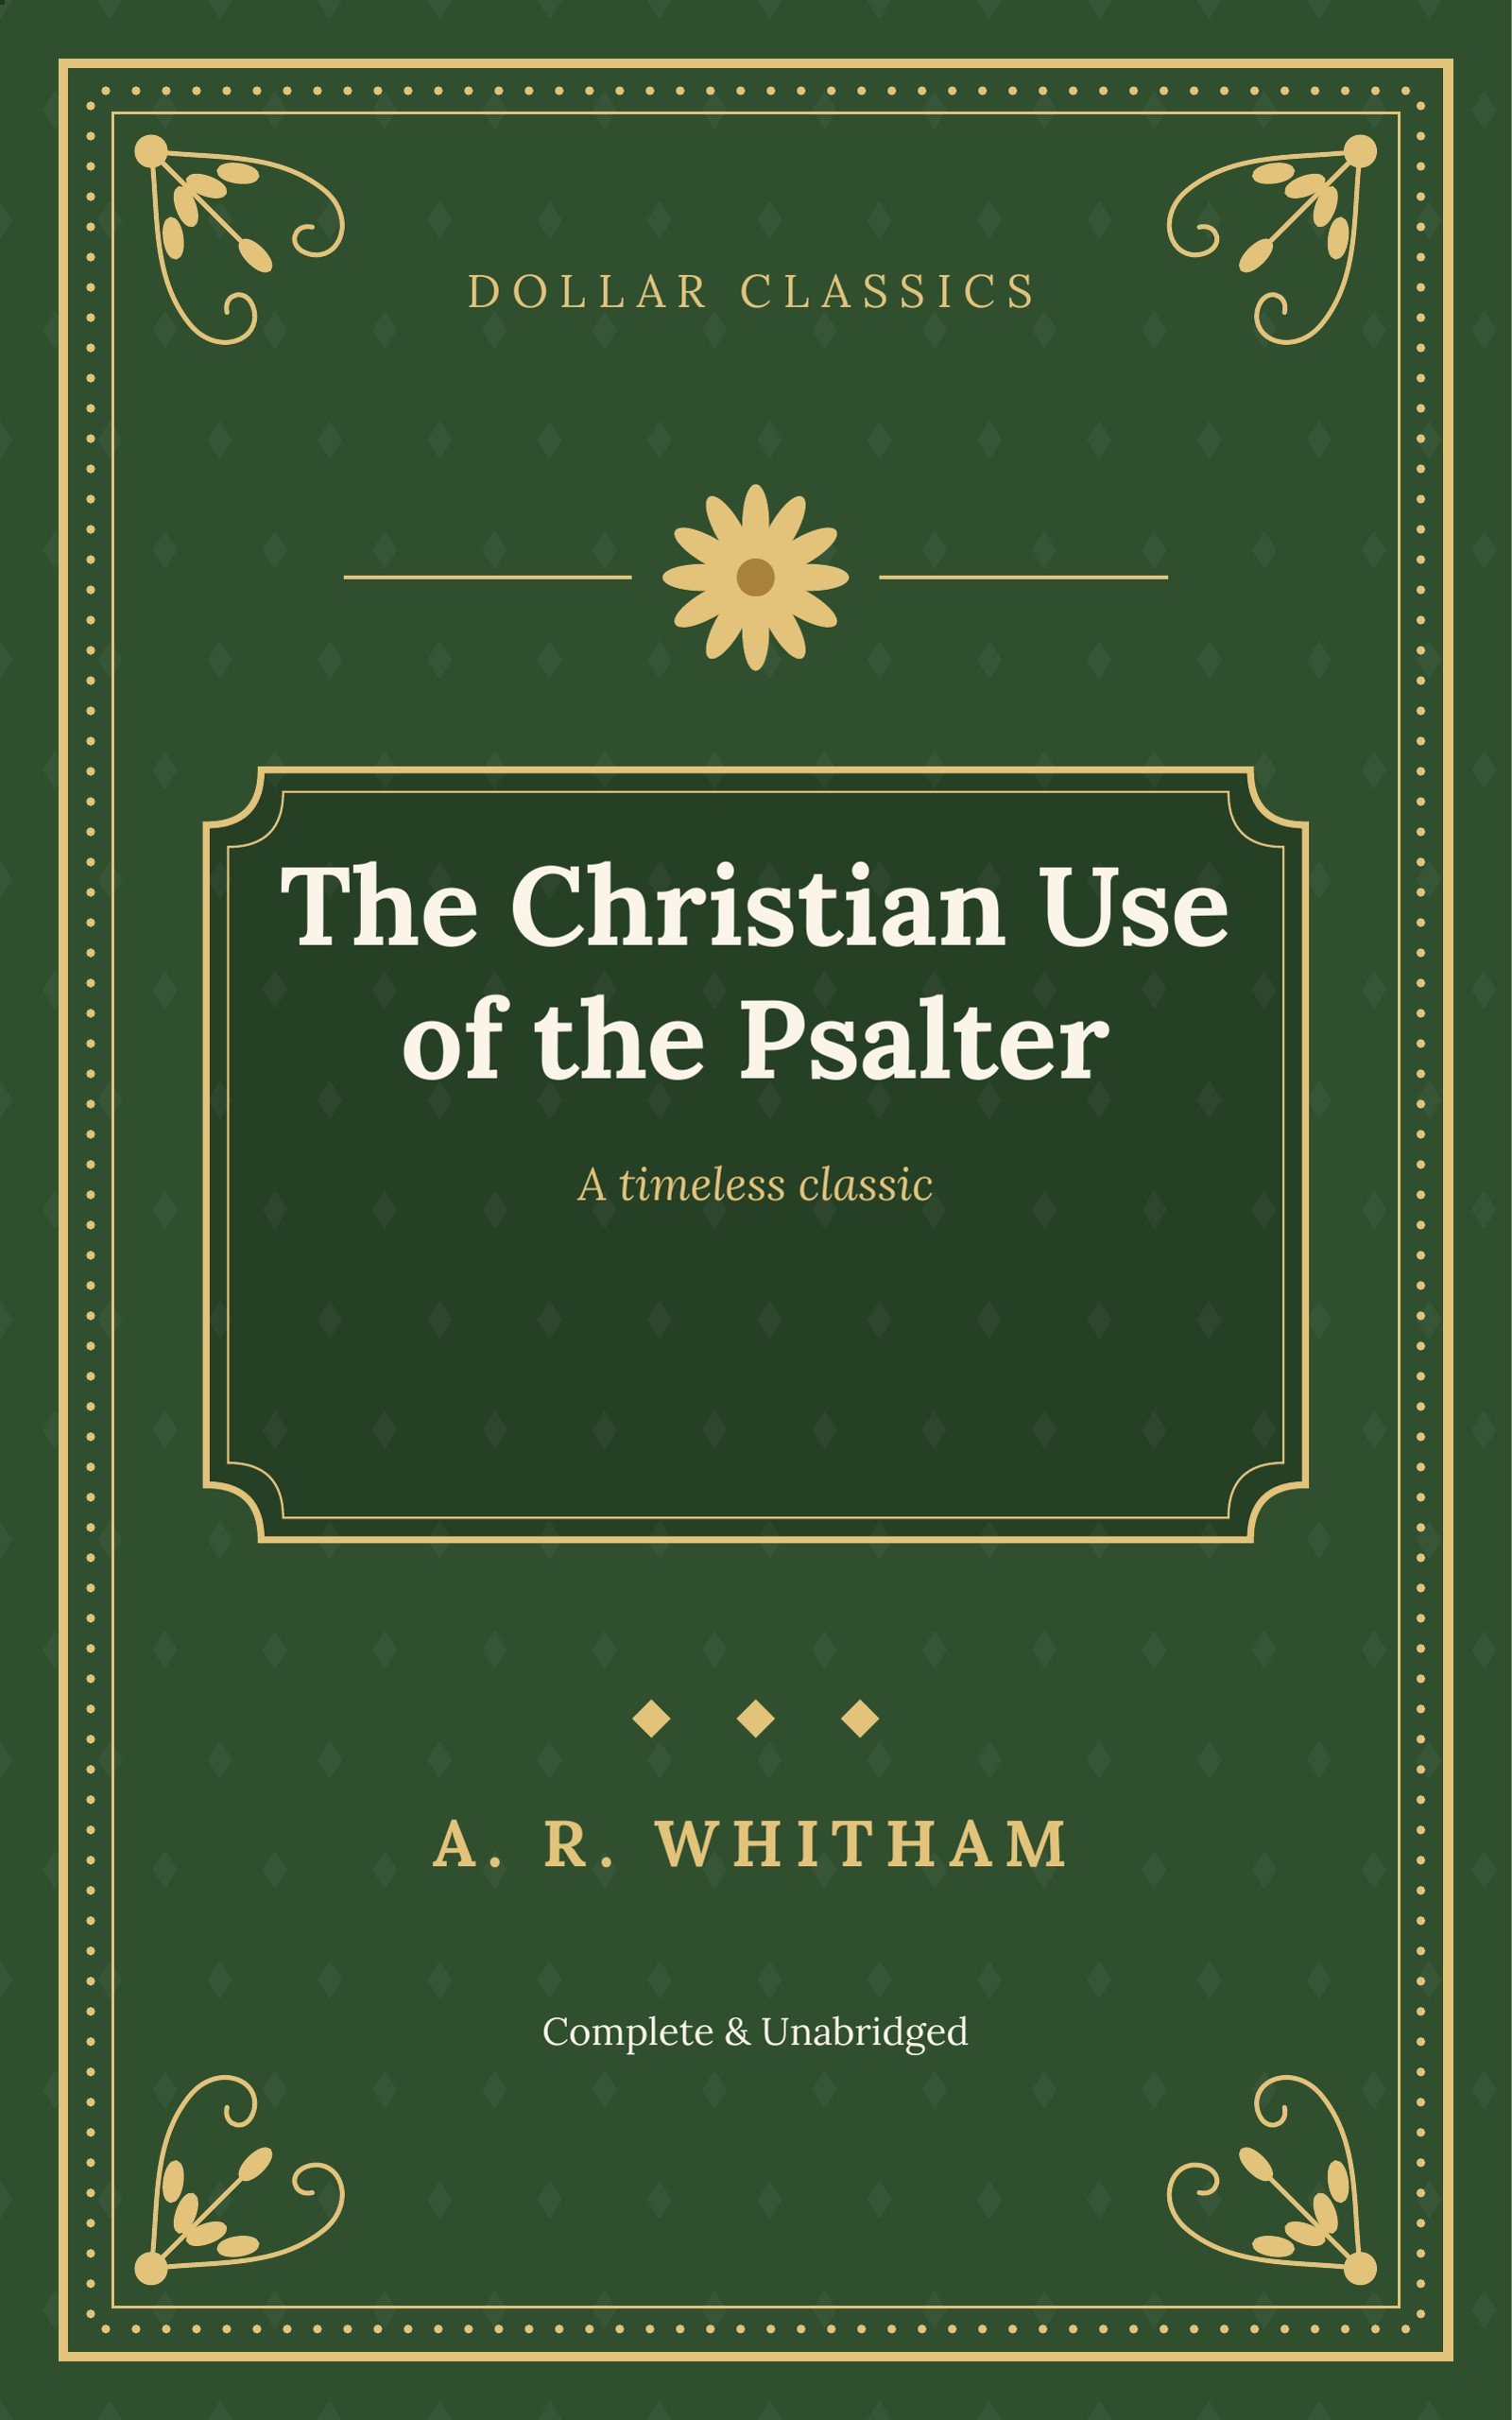 DOLLAR CLASSICS
The Christian Use
of the Psalter
A timeless classic
A. R. WHITHAM
Complete & Unabridged